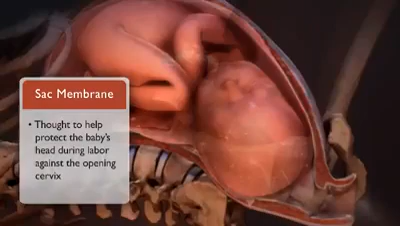 Sac Membrane
• Thought to help
protect the baby's
head during labor
against the opening
cervix